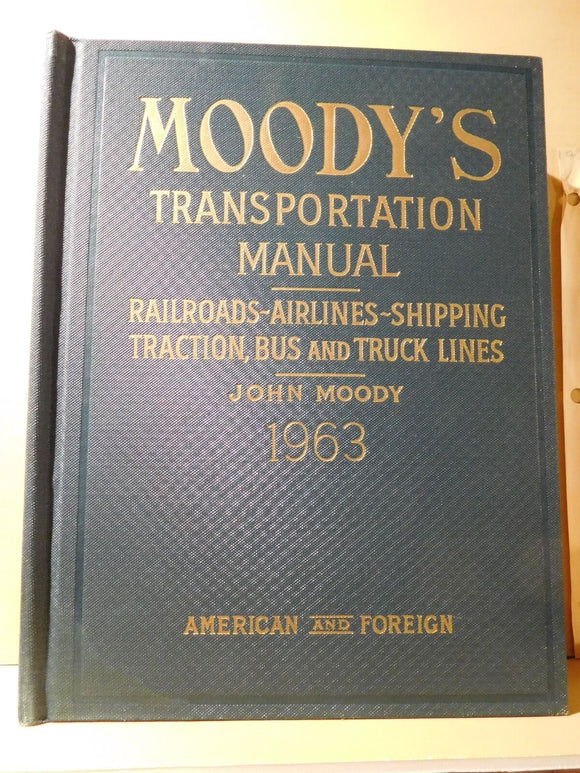 MOODY'S
TRANSPORTATION
MANUAL
RAILROADS~AIRLINES~SHIPPING
TRACTION, BUS AND TRUCK LINES
JOHN MOODY
1963
AMERICAN AND FOREIGN